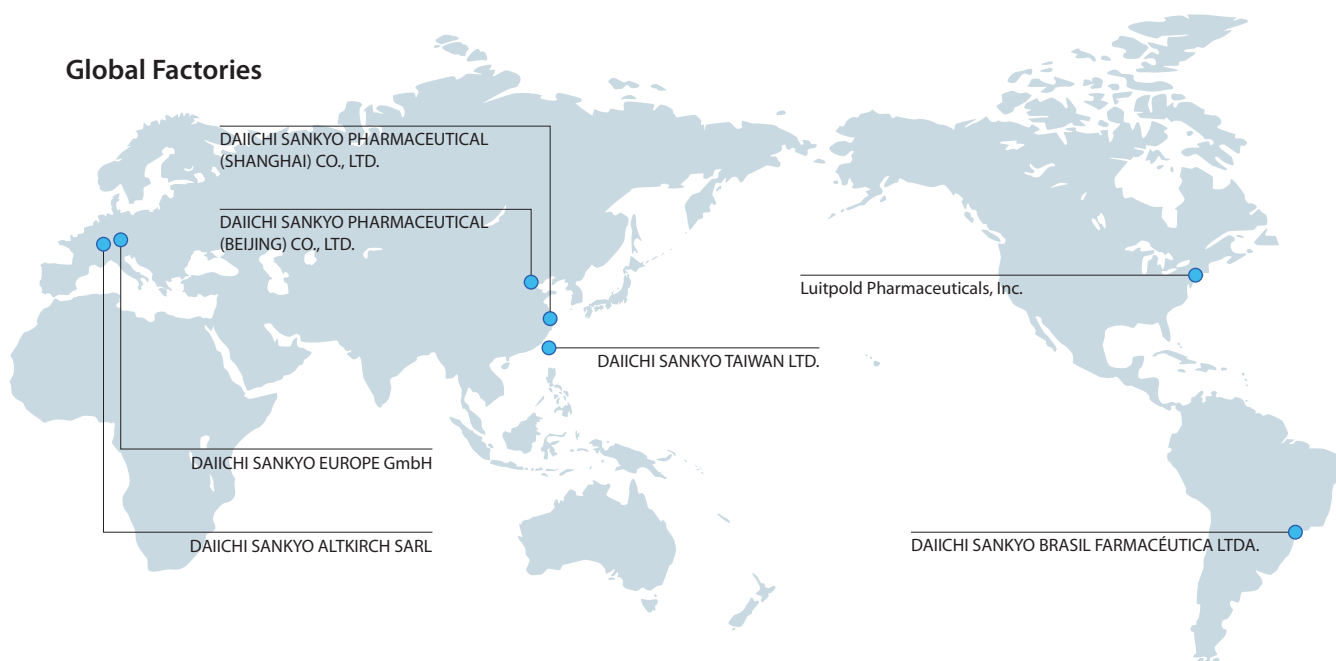 Global Factories
DAIICHI SANKYO PHARMACEUTICAL
(SHANGHAI) CO., LTD.
DAIICHI SANKYO PHARMACEUTICAL
(BEIJING) CO., LTD.
Luitpold Pharmaceuticals, Inc.
DAIICHI SANKYO TAIWAN LTD.
DAIICHI SANKYO EUROPE GmbH
DAIICHI SANKYO ALTKIRCH SARL
DAIICHI SANKYO BRASIL FARMACÉUTICA LTDA.